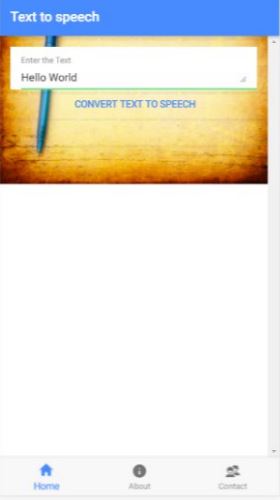 Text to speech
Enter the Text
Hello World
CONVERT TEXT TO SPEECH
Home
About
Contact